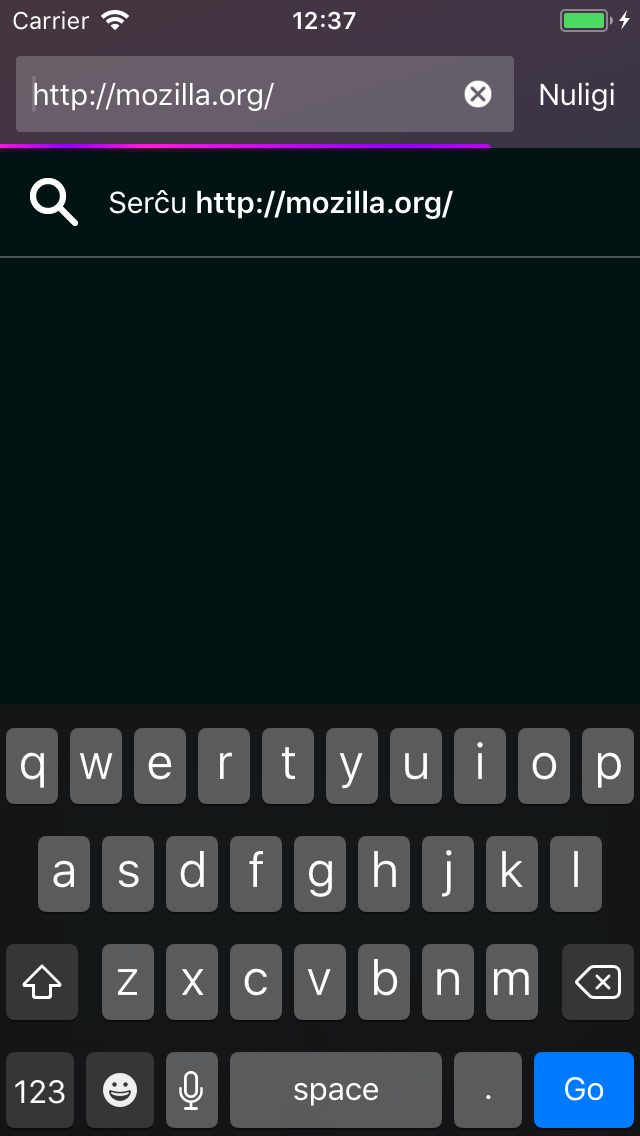 Carrier 12:37
http://mozilla.org/ Nuligi
Serĉu http://mozilla.org/
q w e r t y u i o p
a s d f g h j k l
z x c v b n m
123 space . Go